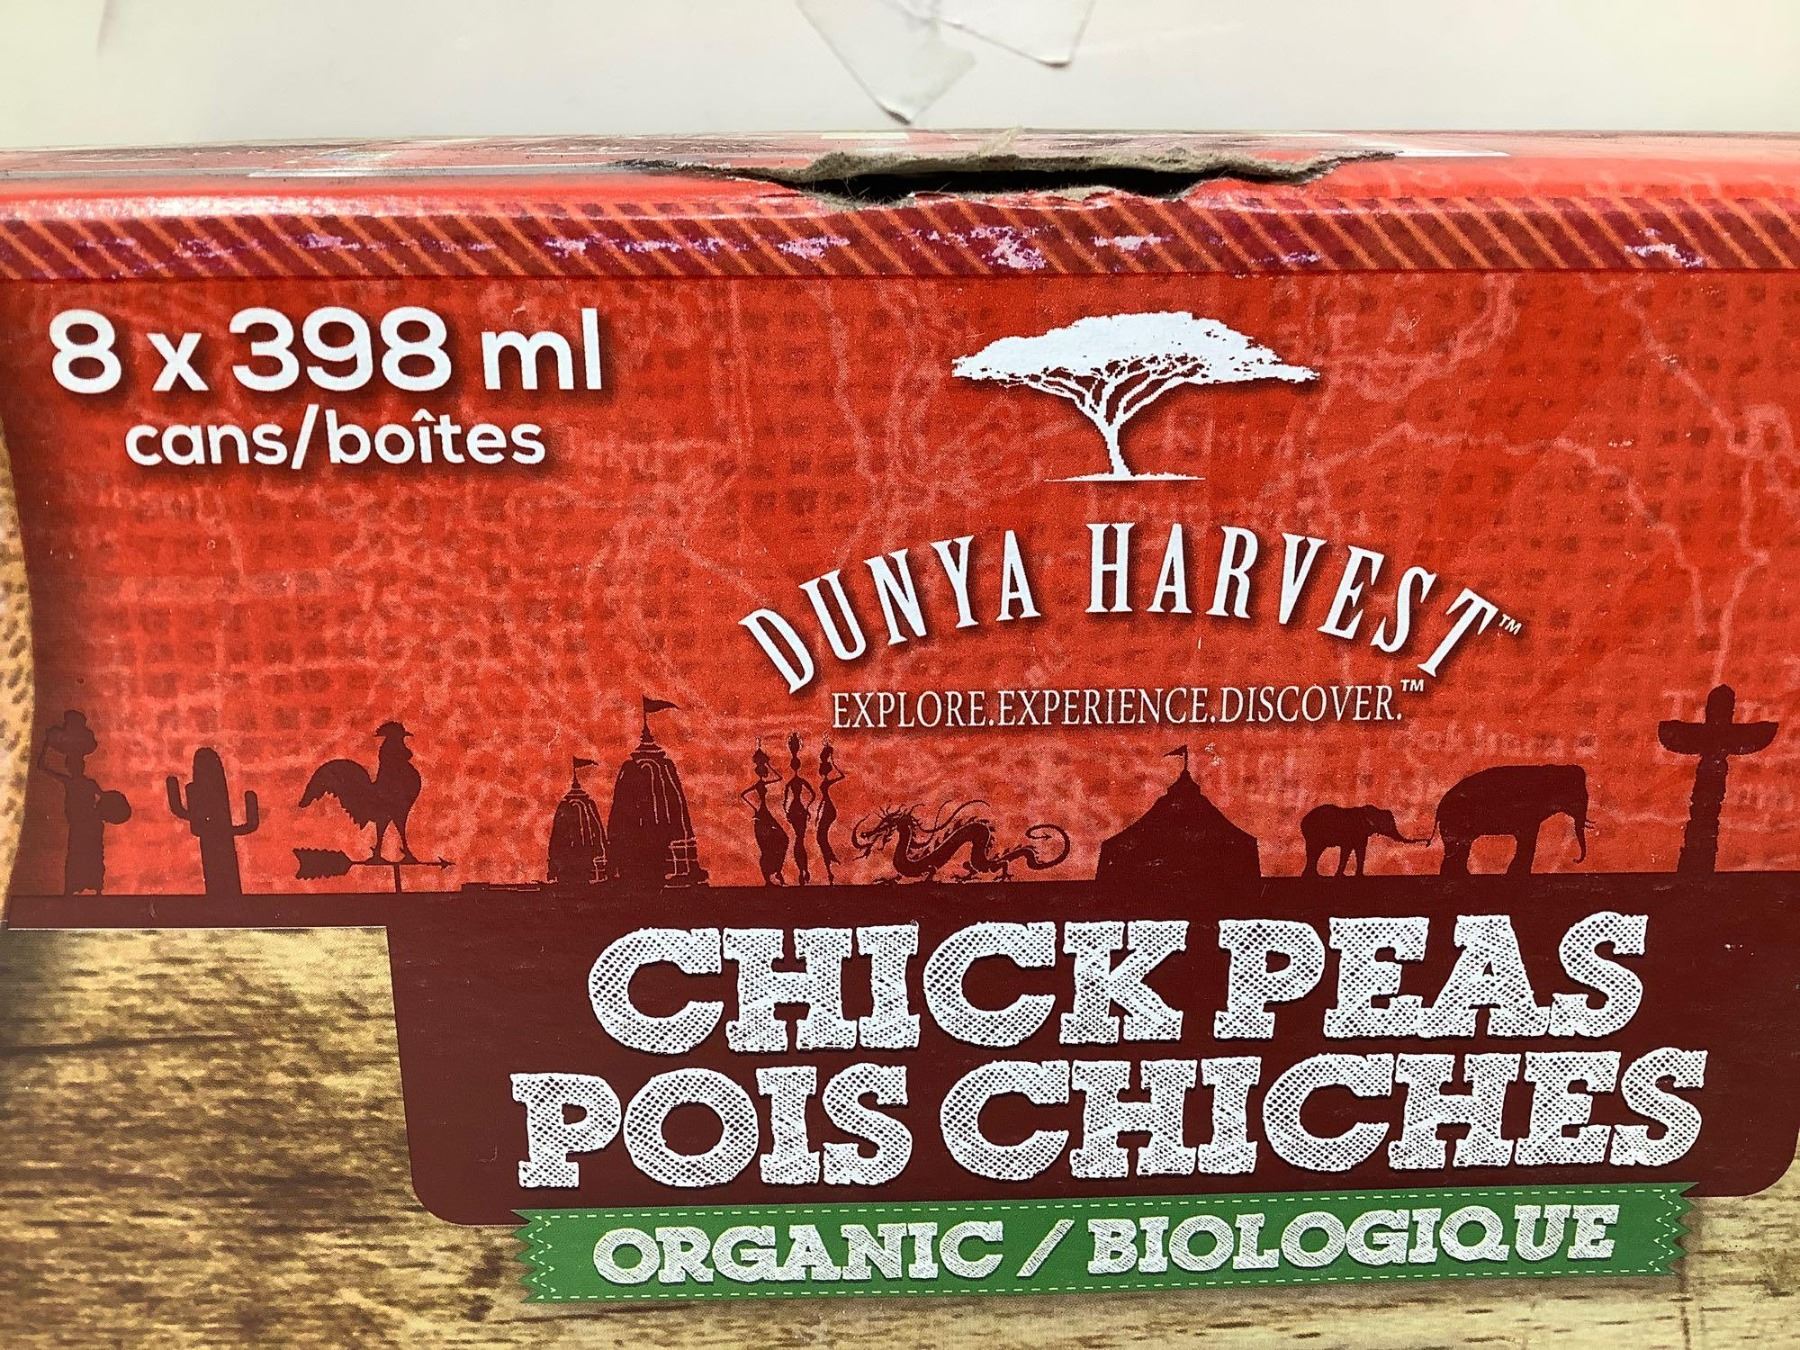 8 x 398 ml
cans/boîtes
DUNYA HARVEST™
EXPLORE.EXPERIENCE.DISCOVER.™
CHICK PEAS
POIS CHICHES
ORGANIC / BIOLOGIQUE